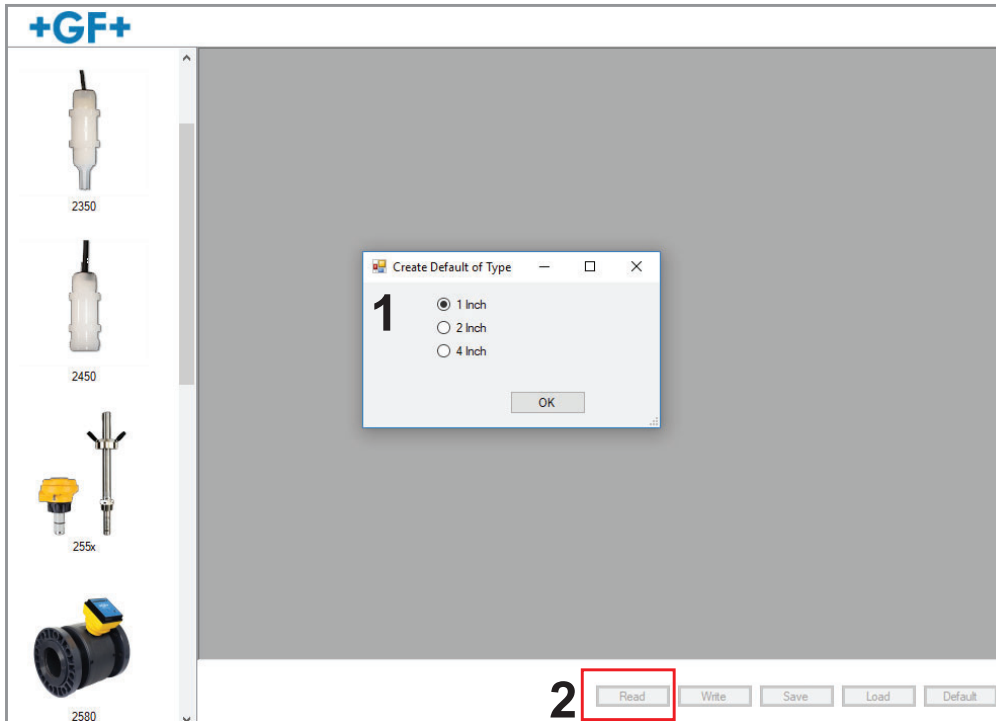 +GF+
2350
2450
255x
2580
Create Default of Type
1
1 Inch
2 Inch
4 Inch
OK
2
Read
Write
Save
Load
Default